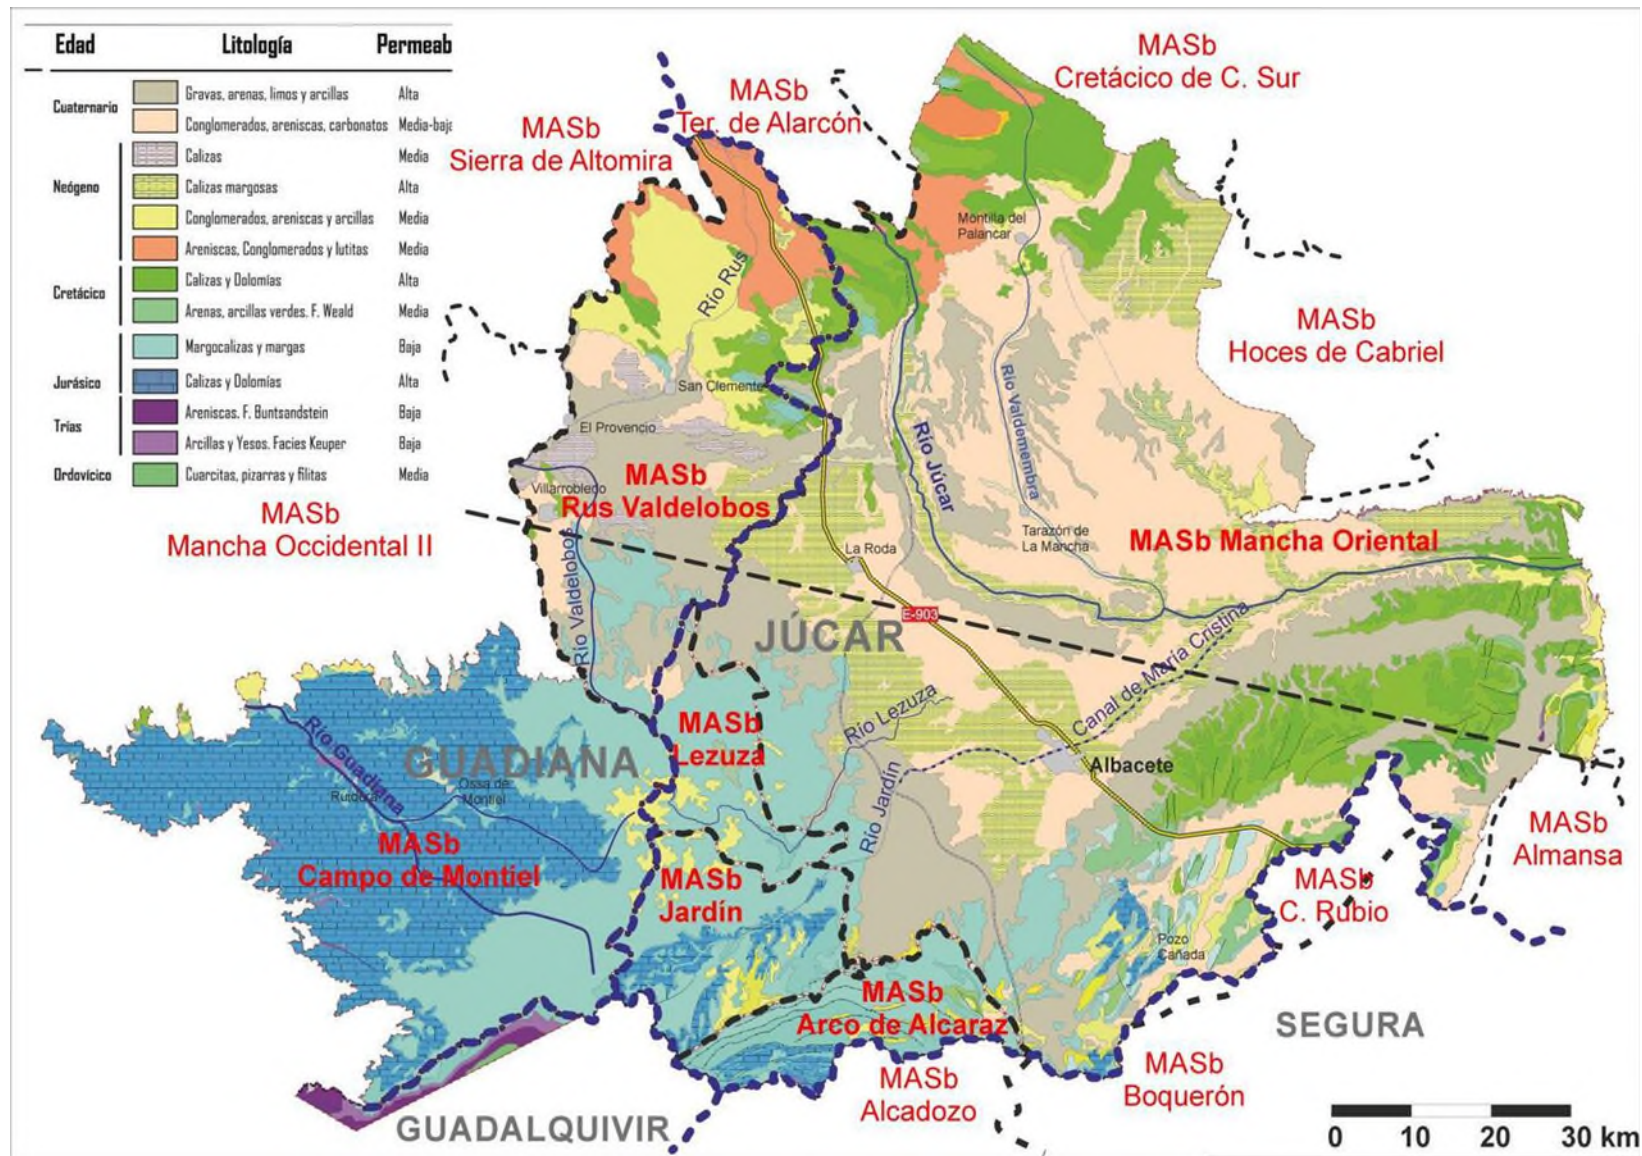 Edad Litología Permeab
Cuaternario
Gravas, arenas, limos y arcillas Alta
Conglomerados, areniscas, carbonatos Media-baja
Calizas Media
Neógeno
Calizas margosas Alta
Conglomerados, areniscas y arcillas Media
Areniscas, Conglomerados y lutitas Media
Cretácico
Calizas y Dolomías Alta
Arenas, arcillas verdes. F. Weald Media
Margocalizas y margas Baja
Jurásico
Calizas y Dolomías Alta
Trías
Areniscas. F. Buntsandstein Baja
Arcillas y Yesos. Facies Keuper Baja
Ordovícico
Cuarcitas, pizarras y filitas Media
MASb
Cretácico de C. Sur
MASb
Ter. de Alarcón
MASb
Sierra de Altomira
Montilla del
Palancar
Río Rus
MASb
Hoces de Cabriel
San Clemente
Río Valdemembra
El Provencio
Río Júcar
MASb
Rus Valdelobos
Villarrobledo
MASb
Mancha Occidental II
Tarazón de
La Mancha
MASb Mancha Oriental
La Roda
Río Valdelobos
E-903
JÚCAR
Canal de María Cristina
Río Lezuza
MASb
Lezuza
Río Guadiana
GUADIANA
Ossa de
Montiel
Ruidera
Albacete
Río Jardín
MASb
Campo de Montiel
MASb
Jardín
MASb
Almansa
MASb
C. Rubio
Pozo
Cañada
MASb
Arco de Alcaraz
SEGURA
MASb
Alcadozo
MASb
Boquerón
GUADALQUIVIR
0 10 20 30 km